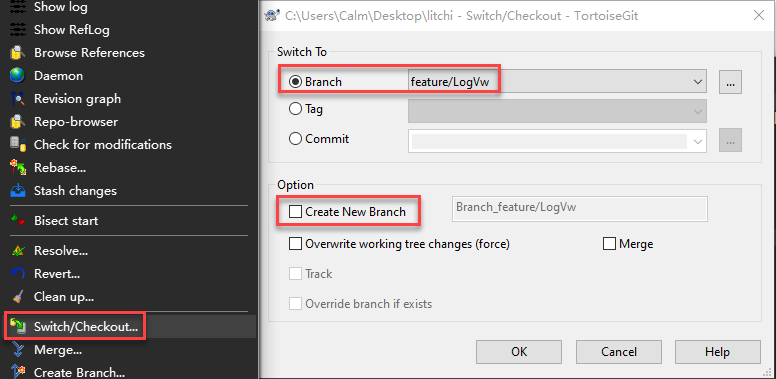 Show log
Show RefLog
Browse References
Daemon
Revision graph
Repo-browser
Check for modifications
Rebase...
Stash changes
Bisect start
Resolve...
Revert...
Clean up...
Switch/Checkout...
Merge...
Create Branch...
C:\Users\Calm\Desktop\litchi - Switch/Checkout - TortoiseGit
Switch To
Branch feature/LogVw ...
Tag
Commit ...
Option
Create New Branch Branch_feature/LogVw
Overwrite working tree changes (force) Merge
Track
Override branch if exists
OK Cancel Help